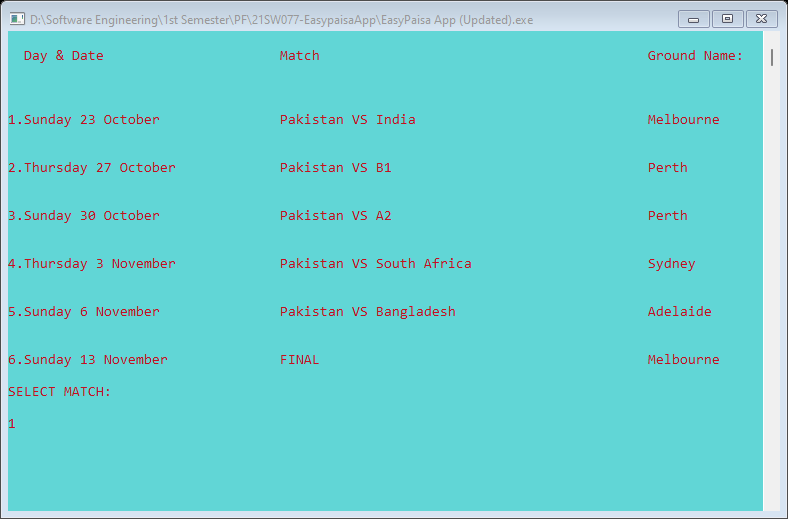 D:\Software Engineering\1st Semester\PF\21SW077-EasypaisaApp\EasyPaisa App (Updated).exe
Day & Date Match Ground Name:
1.Sunday 23 October Pakistan VS India Melbourne
2.Thursday 27 October Pakistan VS B1 Perth
3.Sunday 30 October Pakistan VS A2 Perth
4.Thursday 3 November Pakistan VS South Africa Sydney
5.Sunday 6 November Pakistan VS Bangladesh Adelaide
6.Sunday 13 November FINAL Melbourne
SELECT MATCH:
1